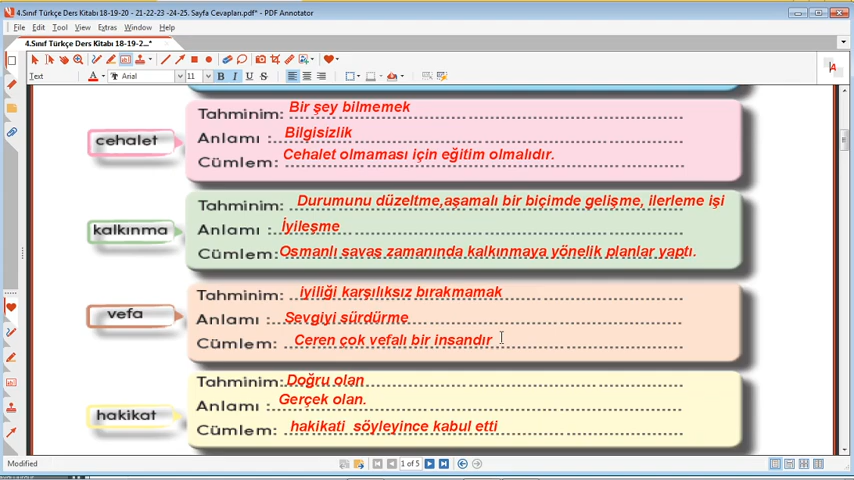 4.Sınıf Türkçe Ders Kitabı 18-19-20 - 21-22-23 -24-25. Sayfa Cevapları.pdf* - PDF Annotator
File Edit Tool View Extras Window Help
4.Sınıf Türkçe Ders Kitabı 18-19-2...*
Text Arial 11 B I U S
cehalet
Tahminim: Bir şey bilmemek
Anlamı : Bilgisizlik
Cümlem: Cehalet olmaması için eğitim olmalıdır.
kalkınma
Tahminim: Durumunu düzeltme,aşamalı bir biçimde gelişme, ilerleme işi
Anlamı : İyileşme
Cümlem: Osmanlı savaş zamanında kalkınmaya yönelik planlar yaptı.
vefa
Tahminim: iyiliği karşılıksız bırakmamak
Anlamı : Sevgiyi sürdürme
Cümlem: Ceren çok vefalı bir insandır
hakikat
Tahminim: Doğru olan
Anlamı : Gerçek olan.
Cümlem: hakikati söyleyince kabul etti
Modified 1 of 5